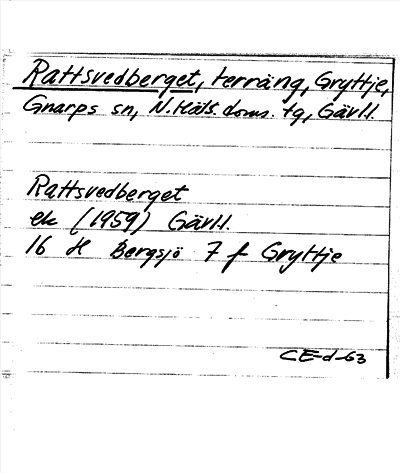 Rattsvedberget, terräng, Gryttje,
Gnarps sn, N. Häls. doms. tg, Gävl.l.
Rattsvedberget
ek (1959) Gävl.l.
16 H Bergsjö 7 f Gryttje
CE-d-63